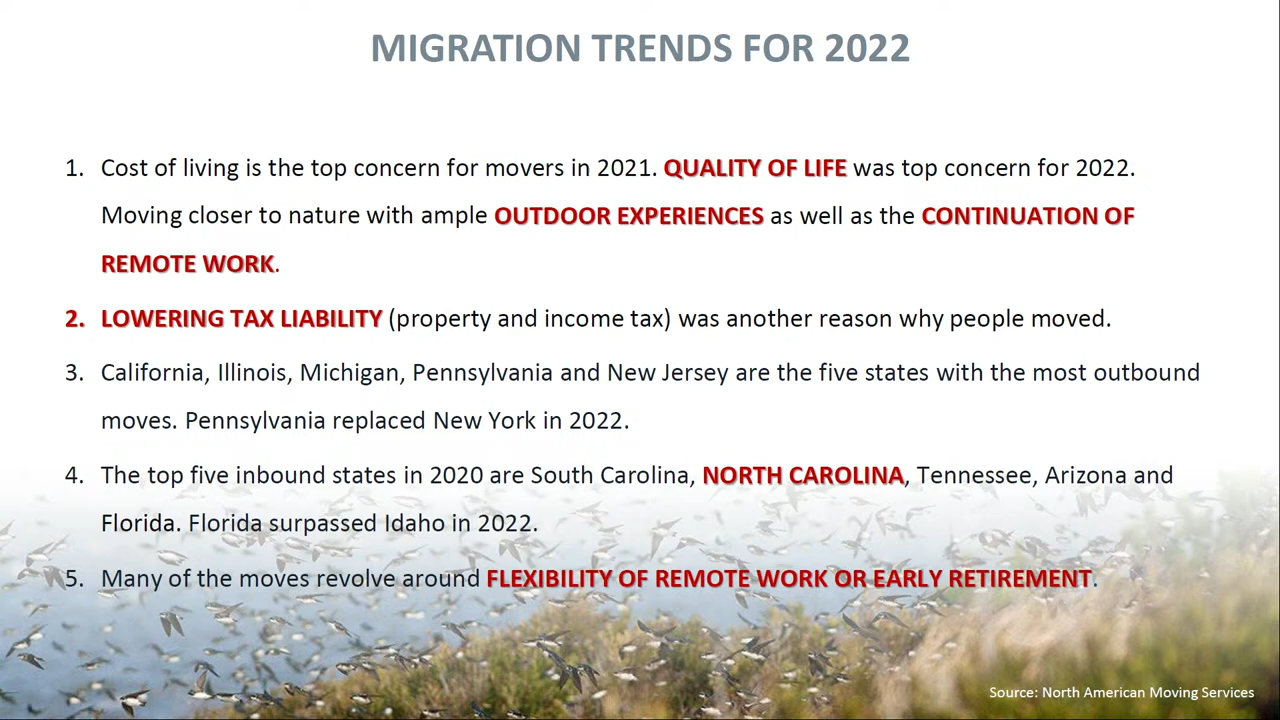 MIGRATION TRENDS FOR 2022
1. Cost of living is the top concern for movers in 2021. QUALITY OF LIFE was top concern for 2022.
Moving closer to nature with ample OUTDOOR EXPERIENCES as well as the CONTINUATION OF
REMOTE WORK.
2. LOWERING TAX LIABILITY (property and income tax) was another reason why people moved.
3. California, Illinois, Michigan, Pennsylvania and New Jersey are the five states with the most outbound
moves. Pennsylvania replaced New York in 2022.
4. The top five inbound states in 2020 are South Carolina, NORTH CAROLINA, Tennessee, Arizona and
Florida. Florida surpassed Idaho in 2022.
5. Many of the moves revolve around FLEXIBILITY OF REMOTE WORK OR EARLY RETIREMENT.
Source: North American Moving Services